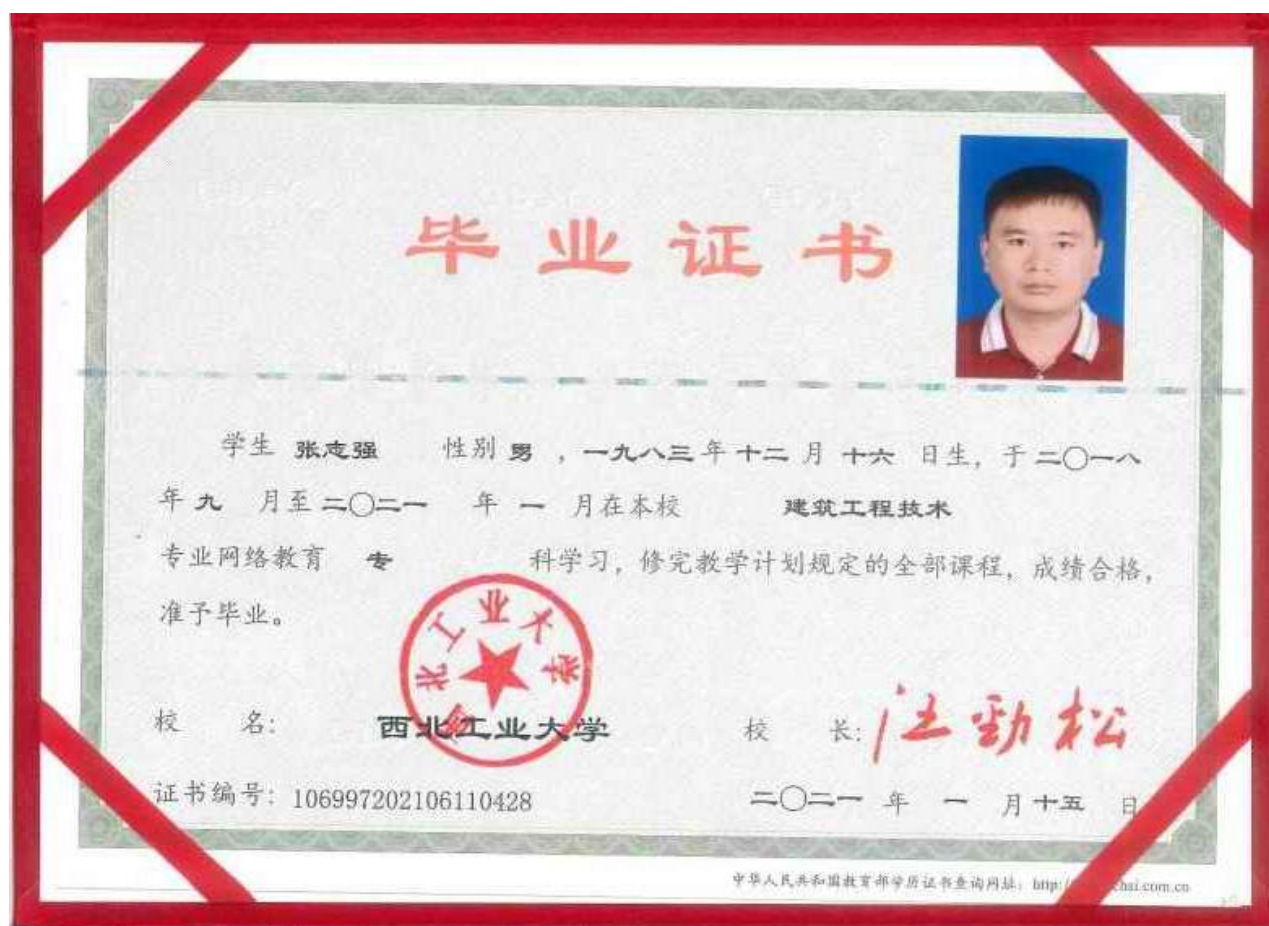 毕业证书
学生 张志强 性别 男 , 一九八三 年 十二 月 十六 日生, 于 二〇一八
年 九 月至 二〇二一 年 一 月在本校 建筑工程技术
专业网络教育 专 科学习, 修完教学计划规定的全部课程, 成绩合格,
准予毕业。
西北工业大学
校 名: 西北工业大学 校 长: 汪劲松
证书编号: 106997202106110428 二〇二一 年 一 月 十五 日
中华人民共和国教育部学历证书查询网址: http:/ hsi.com.cn